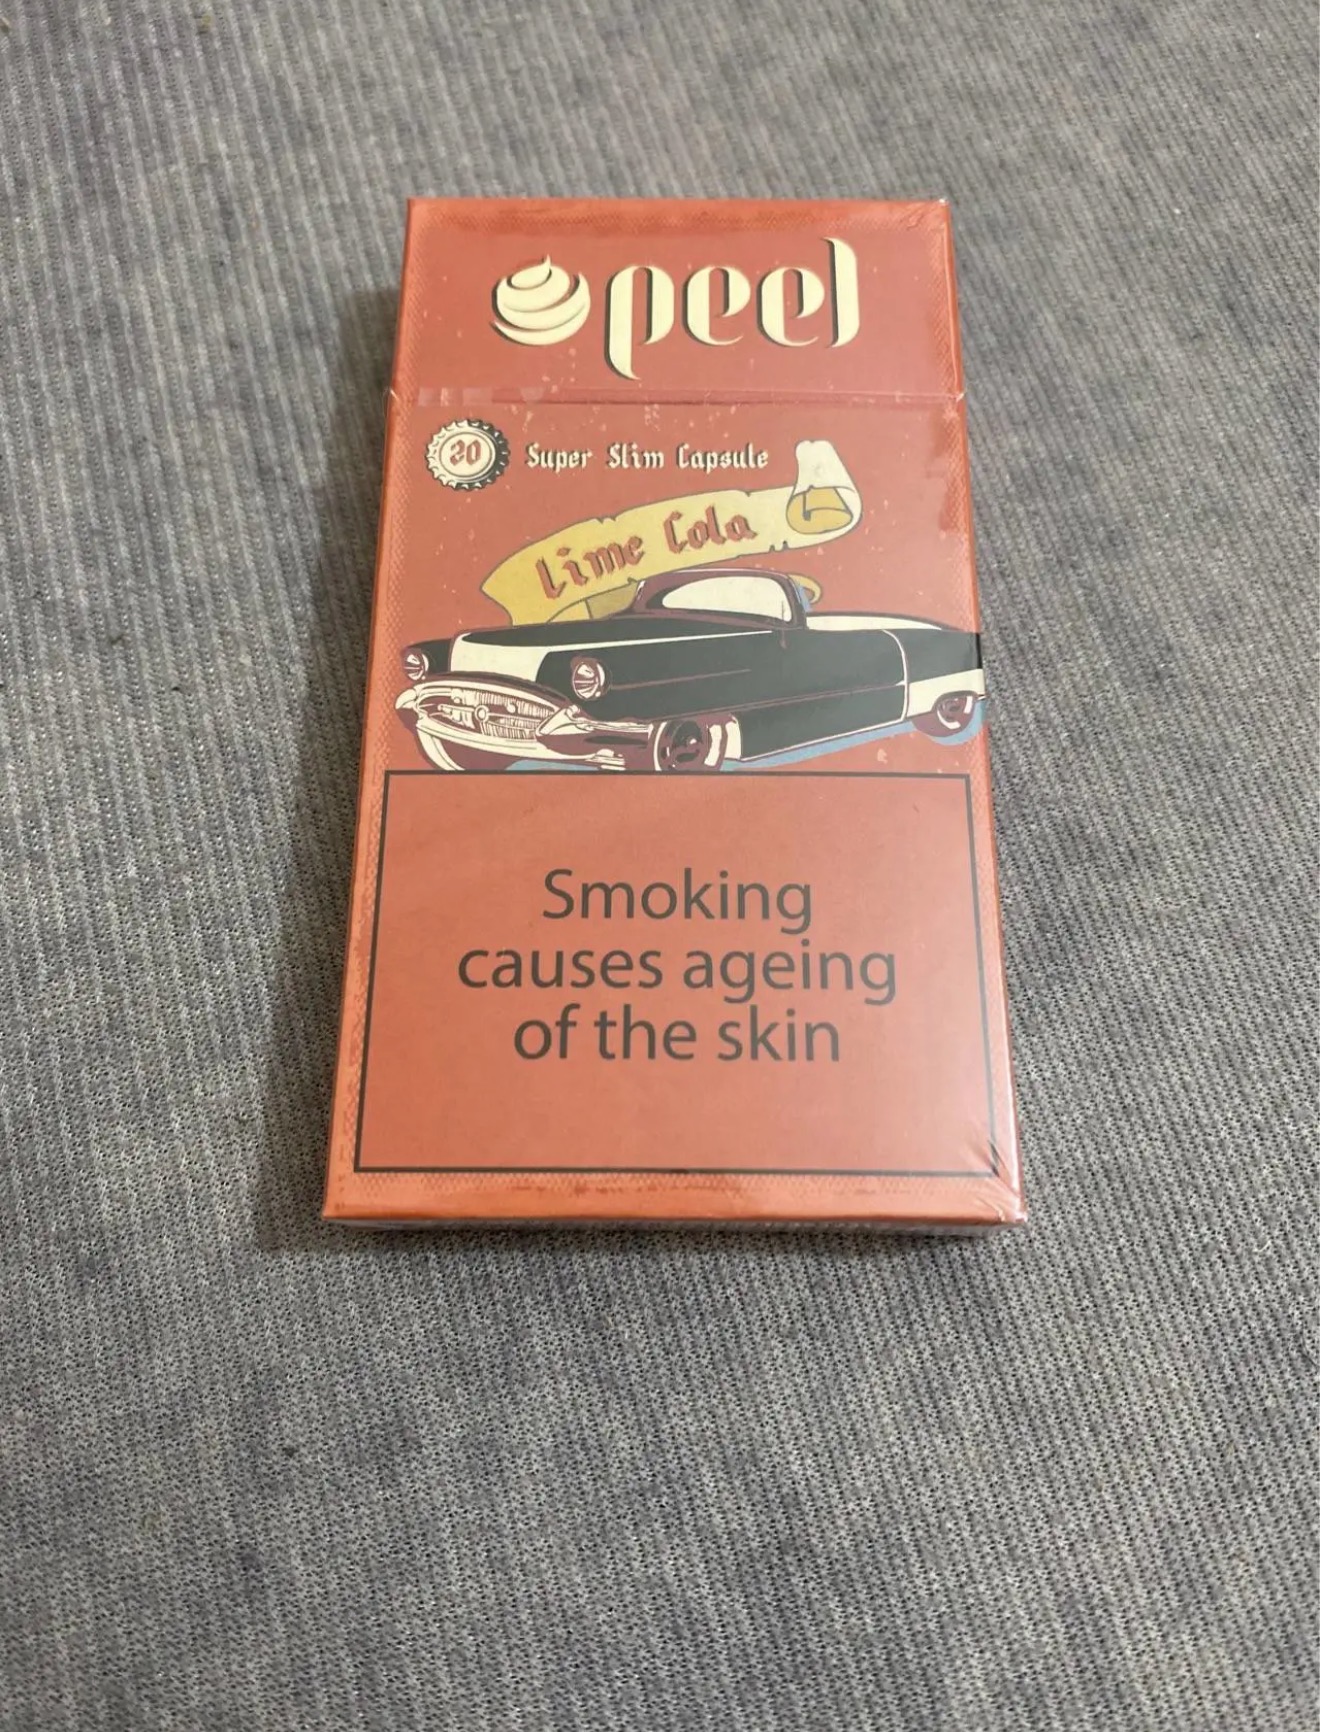 peel
20 Super Slim Capsule
Lime Cola
Smoking
causes ageing
of the skin